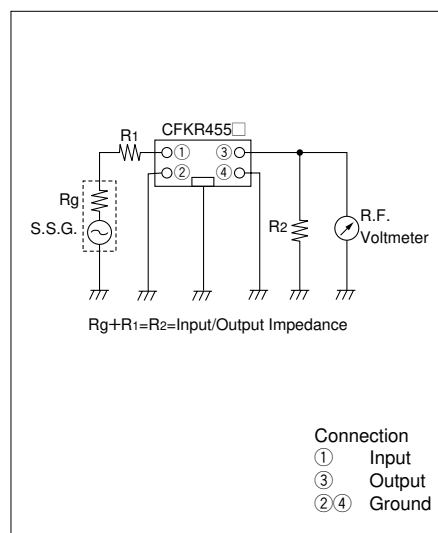 CFKR455□
R1
① ③
② ④
Rg
S.S.G.
R2
R.F.
Voltmeter
Rg+R1=R2=Input/Output Impedance
Connection
① Input
③ Output
②④ Ground